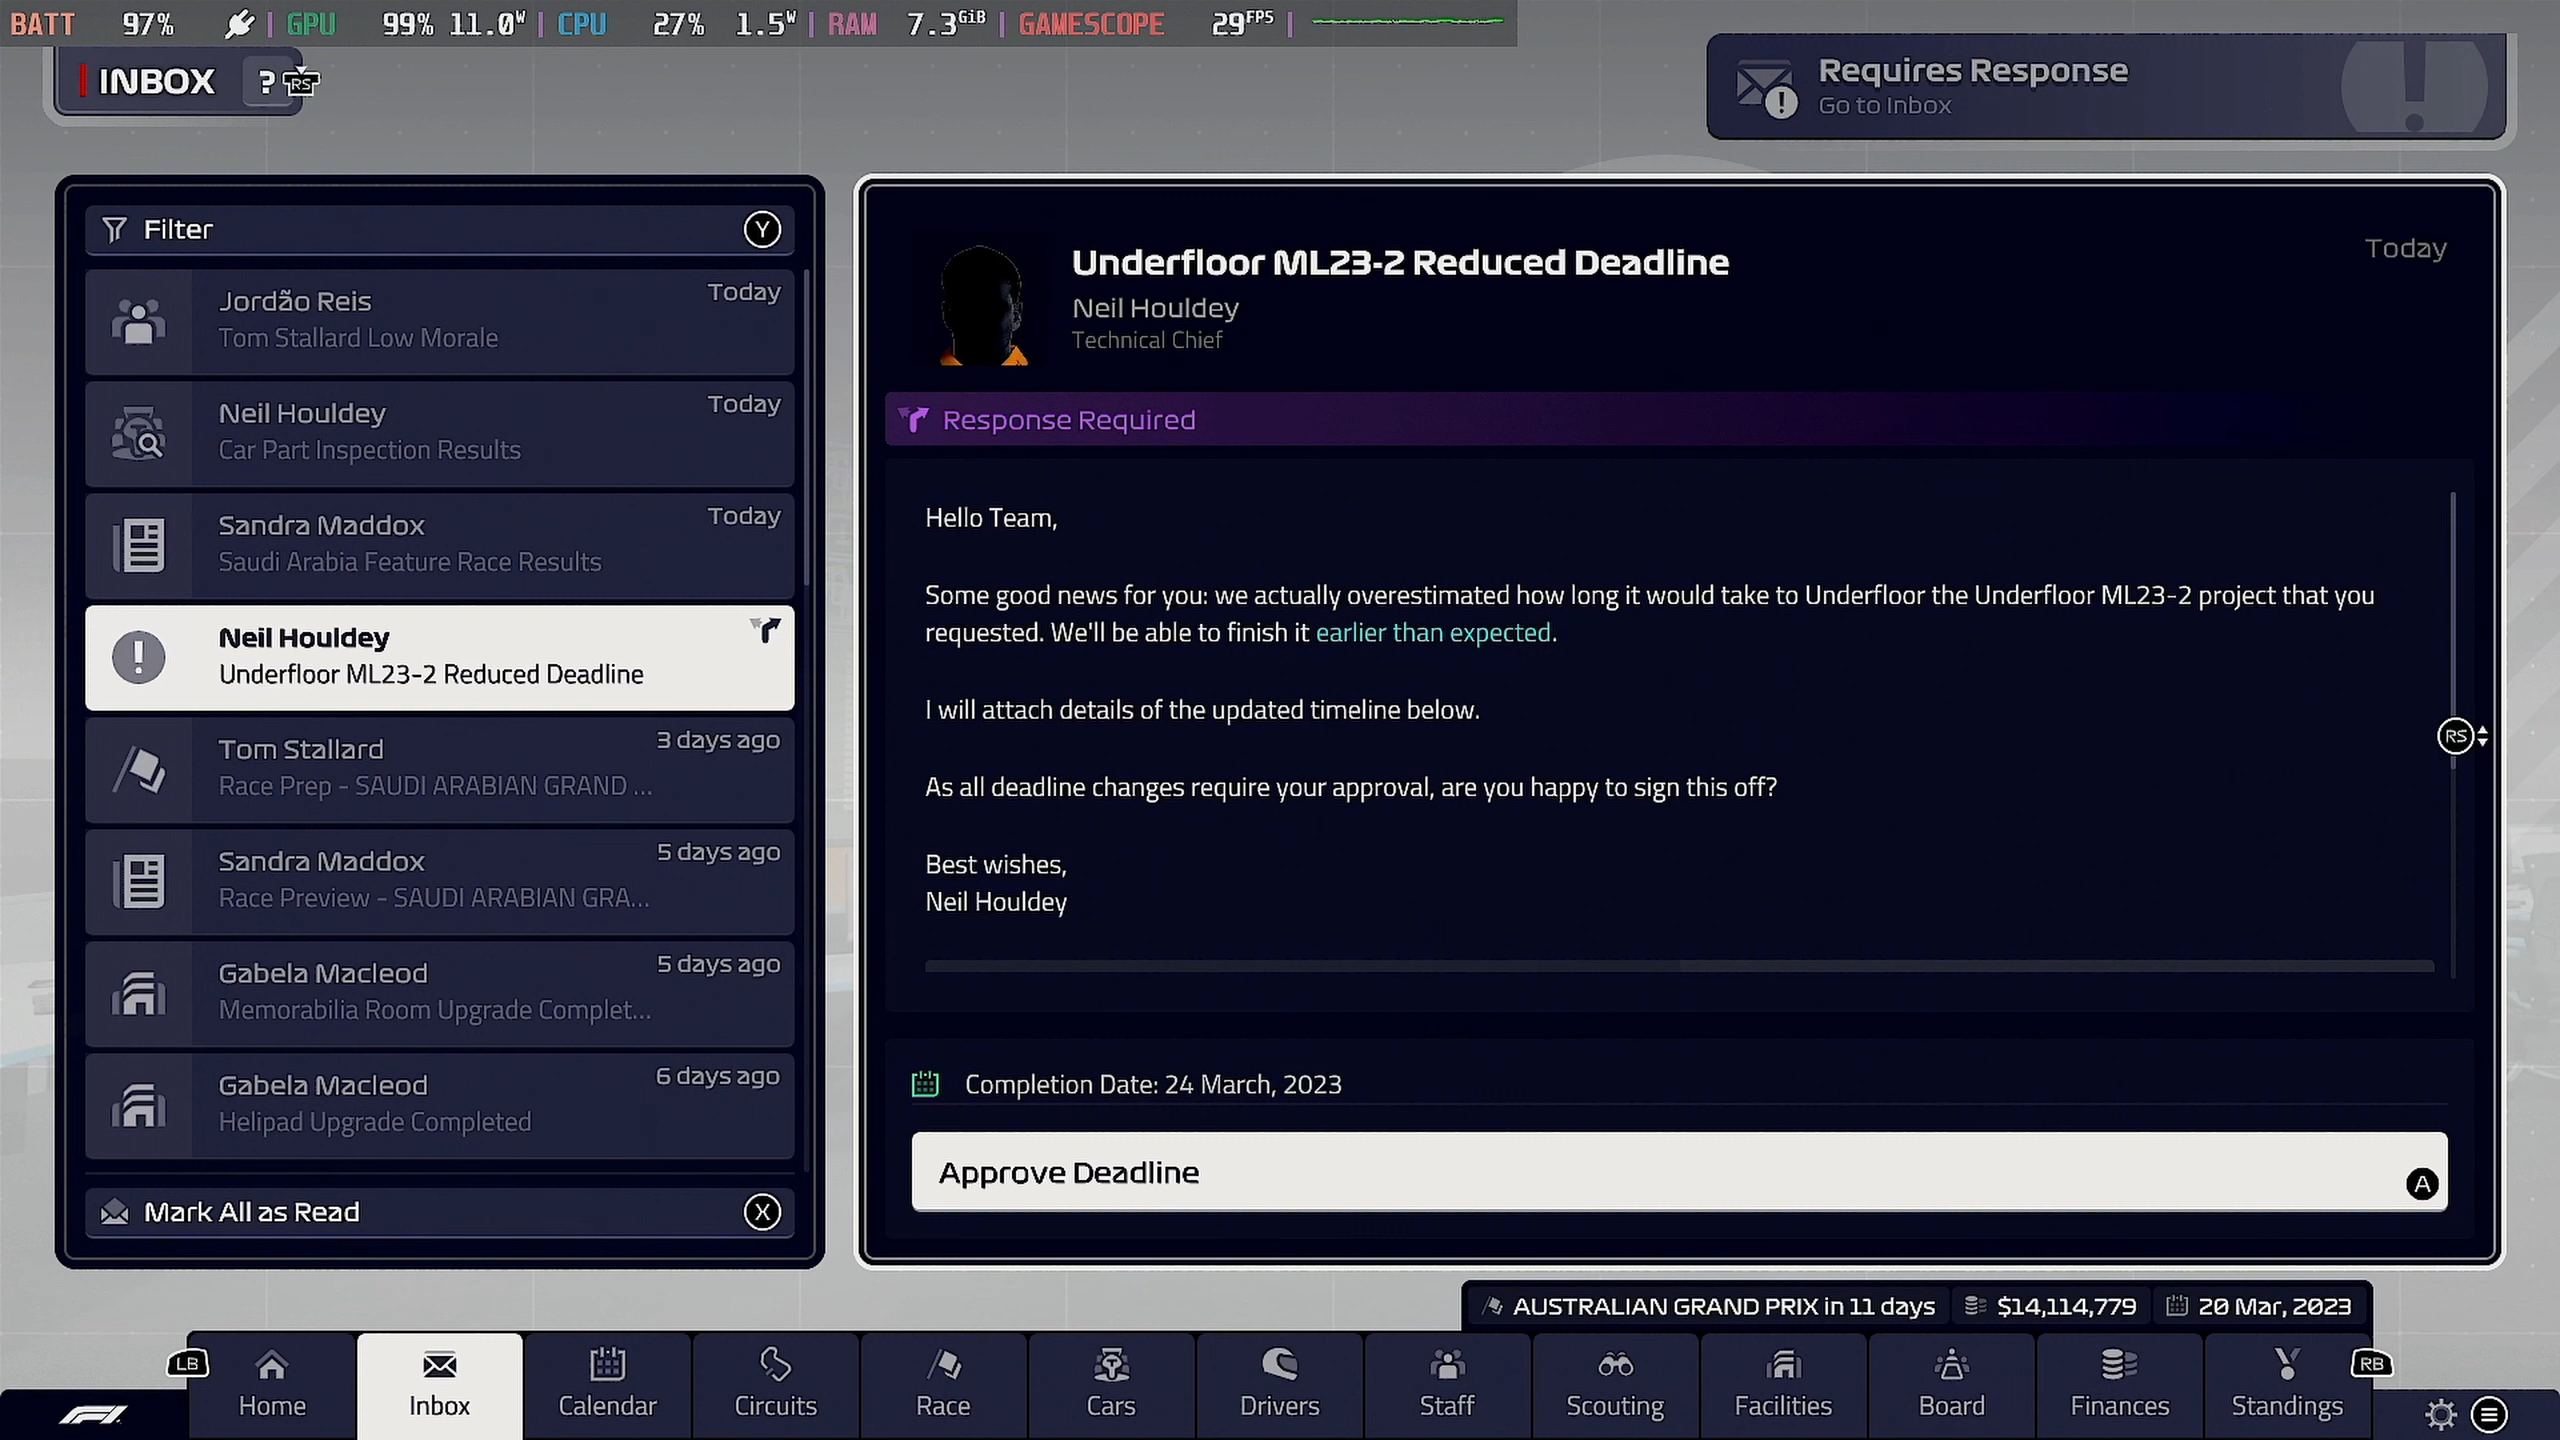 BATT 97% GPU 99% 11.0W CPU 27% 1.5W RAM 7.3GiB GAMESCOPE 29FPS
INBOX ? RS
Requires Response
Go to Inbox
Filter Y
Jordão Reis Today
Tom Stallard Low Morale
Neil Houldey Today
Car Part Inspection Results
Sandra Maddox Today
Saudi Arabia Feature Race Results
Neil Houldey
Underfloor ML23-2 Reduced Deadline
Tom Stallard 3 days ago
Race Prep - SAUDI ARABIAN GRAND ...
Sandra Maddox 5 days ago
Race Preview - SAUDI ARABIAN GRA...
Gabela Macleod 5 days ago
Memorabilia Room Upgrade Complet...
Gabela Macleod 6 days ago
Helipad Upgrade Completed
Mark All as Read X
Underfloor ML23-2 Reduced Deadline Today
Neil Houldey
Technical Chief
Response Required
Hello Team,
Some good news for you: we actually overestimated how long it would take to Underfloor the Underfloor ML23-2 project that you
requested. We'll be able to finish it earlier than expected.
I will attach details of the updated timeline below.
RS
As all deadline changes require your approval, are you happy to sign this off?
Best wishes,
Neil Houldey
Completion Date: 24 March, 2023
Approve Deadline A
AUSTRALIAN GRAND PRIX in 11 days $14,114,779 20 Mar, 2023
LB Home Inbox Calendar Circuits Race Cars Drivers Staff Scouting Facilities Board Finances Standings RB
F1